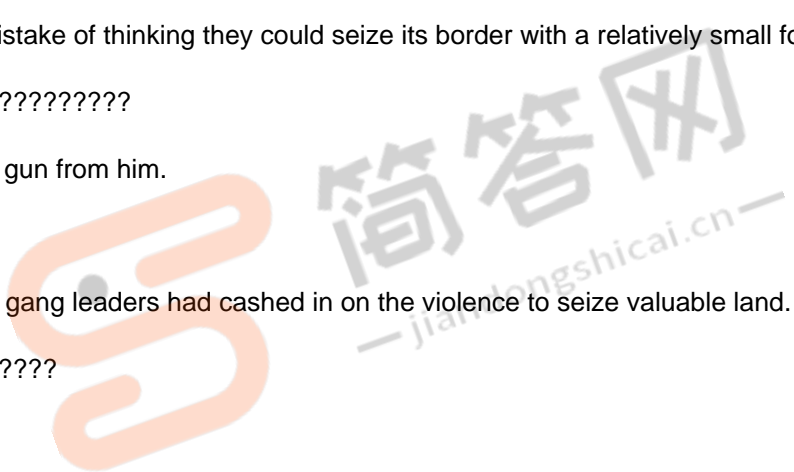 istake of thinking they could seize its border with a relatively small fo
?????????
gun from him.
简答网
jiandongshicai.cn
gang leaders had cashed in on the violence to seize valuable land.
????